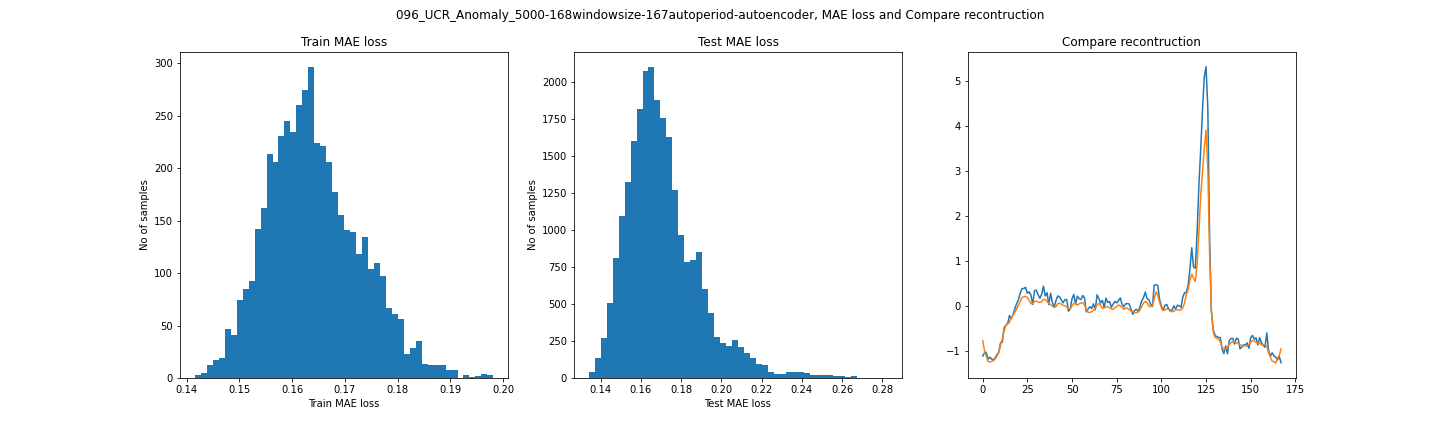 096_UCR_Anomaly_5000-168windowsize-167autoperiod-autoencoder, MAE loss and Compare recontruction
Train MAE loss
300
250
200
150
100
50
0
No of samples
0.14 0.15 0.16 0.17 0.18 0.19 0.20
Train MAE loss
Test MAE loss
2000
1750
1500
1250
1000
750
500
250
0
No of samples
0.14 0.16 0.18 0.20 0.22 0.24 0.26 0.28
Test MAE loss
Compare recontruction
5
4
3
2
1
0
−1
0 25 50 75 100 125 150 175